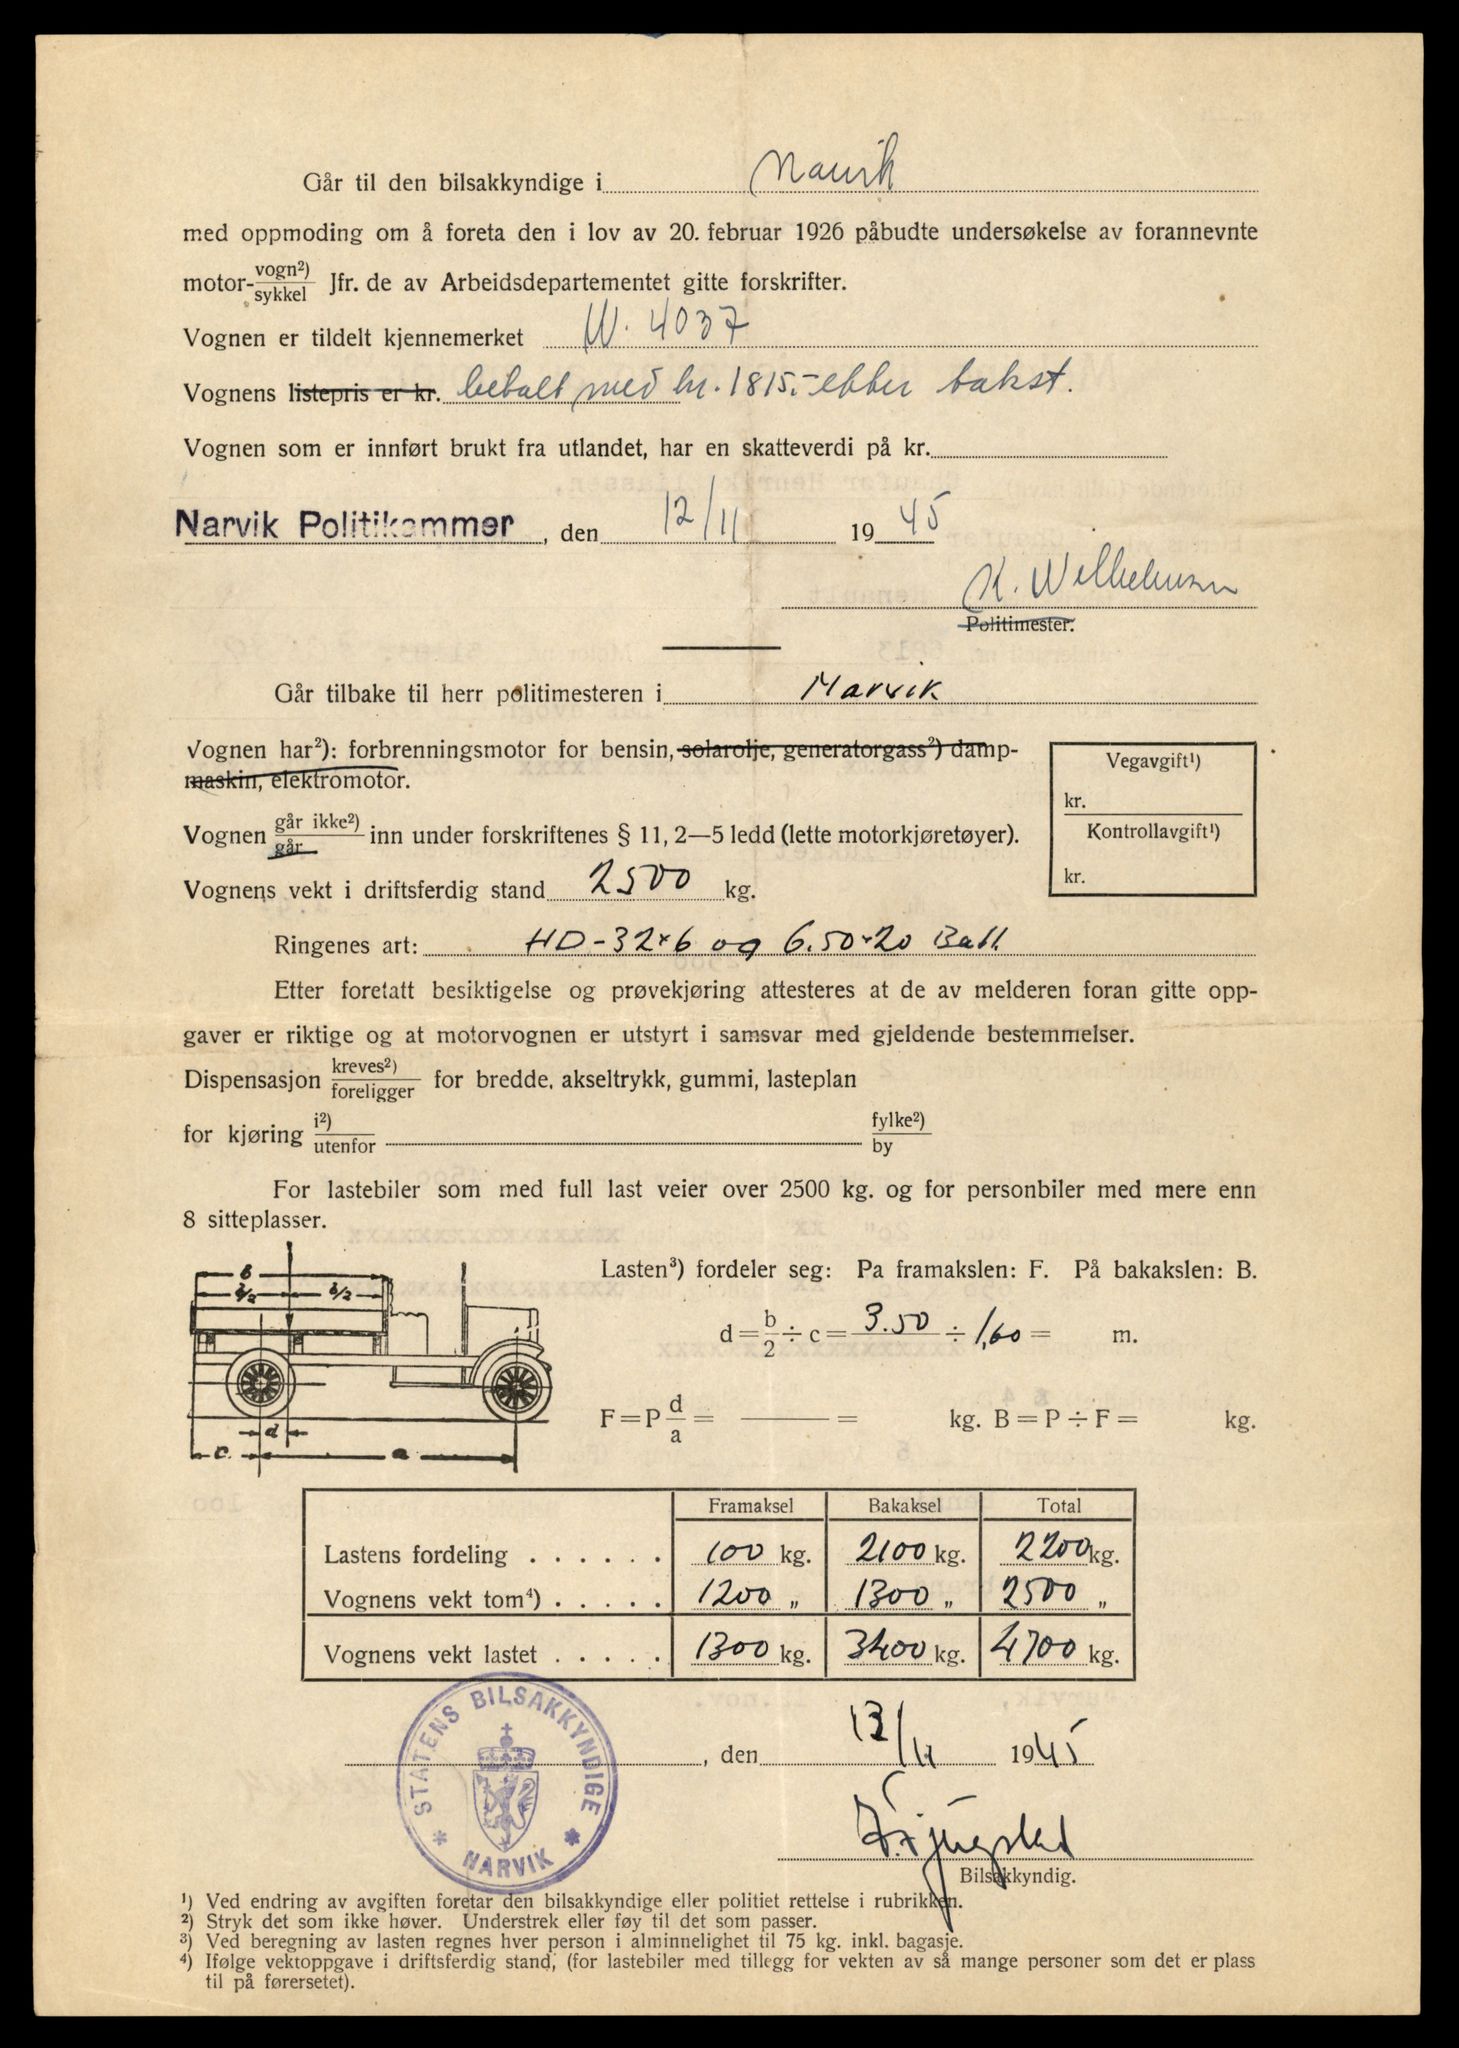 Går til den bilsakkyndige i Narvik
med oppmoding om å foreta den i lov av 20. februar 1926 påbudte undersøkelse av forannevnte
motor-vogn²)/sykkel Jfr. de av Arbeidsdepartementet gitte forskrifter.
Vognen er tildelt kjennemerket W. 4037
Vognens listepris er kr. betalt med kr. 1815.- etter takst.
Vognen som er innført brukt fra utlandet, har en skatteverdi på kr.
Narvik Politikammer, den 12/11 1945
K. Wilhelmsen
Politimester.
Går tilbake til herr politimesteren i Narvik
Vognen har²): forbrenningsmotor for bensin, solarolje, generatorgass²) damp-
maskin, elektromotor.
Vegavgift¹)
kr.
Kontrollavgift¹)
kr.
Vognen går ikke²)/går inn under forskriftenes § 11, 2—5 ledd (lette motorkjøretøyer).
Vognens vekt i driftsferdig stand 2500 kg.
Ringenes art: HD-32×6 og 6.50×20 Ball.
Etter foretatt besiktigelse og prøvekjøring attesteres at de av melderen foran gitte opp-
gaver er riktige og at motorvognen er utstyrt i samsvar med gjeldende bestemmelser.
Dispensasjon kreves²)/foreligger for bredde, akseltrykk, gummi, lasteplan
for kjøring i²)/utenfor fylke²)/by
For lastebiler som med full last veier over 2500 kg. og for personbiler med mere enn
8 sitteplasser.
B
b/2 b/2
d
c a
Lasten³) fordeler seg: Pa framakslen: F. På bakakslen: B.
d = b/2 ÷ c = 3.50 ÷ 1,60 = m.
F = P d/a = = kg. B = P ÷ F = kg.
Framaksel Bakaksel Total
Lastens fordeling . . . . . . 100 kg. 2100 kg. 2200 kg.
Vognens vekt tom⁴) . . . . . 1200 „ 1300 „ 2500 „
Vognens vekt lastet . . . . . 1300 kg. 3400 kg. 4700 kg.
STATENS BILSAKKYNDIGE
* NARVIK *
, den 13/11 1945
Bilsakkyndig.
¹) Ved endring av avgiften foretar den bilsakkyndige eller politiet rettelse i rubrikken.
²) Stryk det som ikke høver. Understrek eller føy til det som passer.
³) Ved beregning av lasten regnes hver person i alminnelighet til 75 kg. inkl. bagasje.
⁴) Ifølge vektoppgave i driftsferdig stand, (for lastebiler med tillegg for vekten av så mange personer som det er plass
til på førersetet).